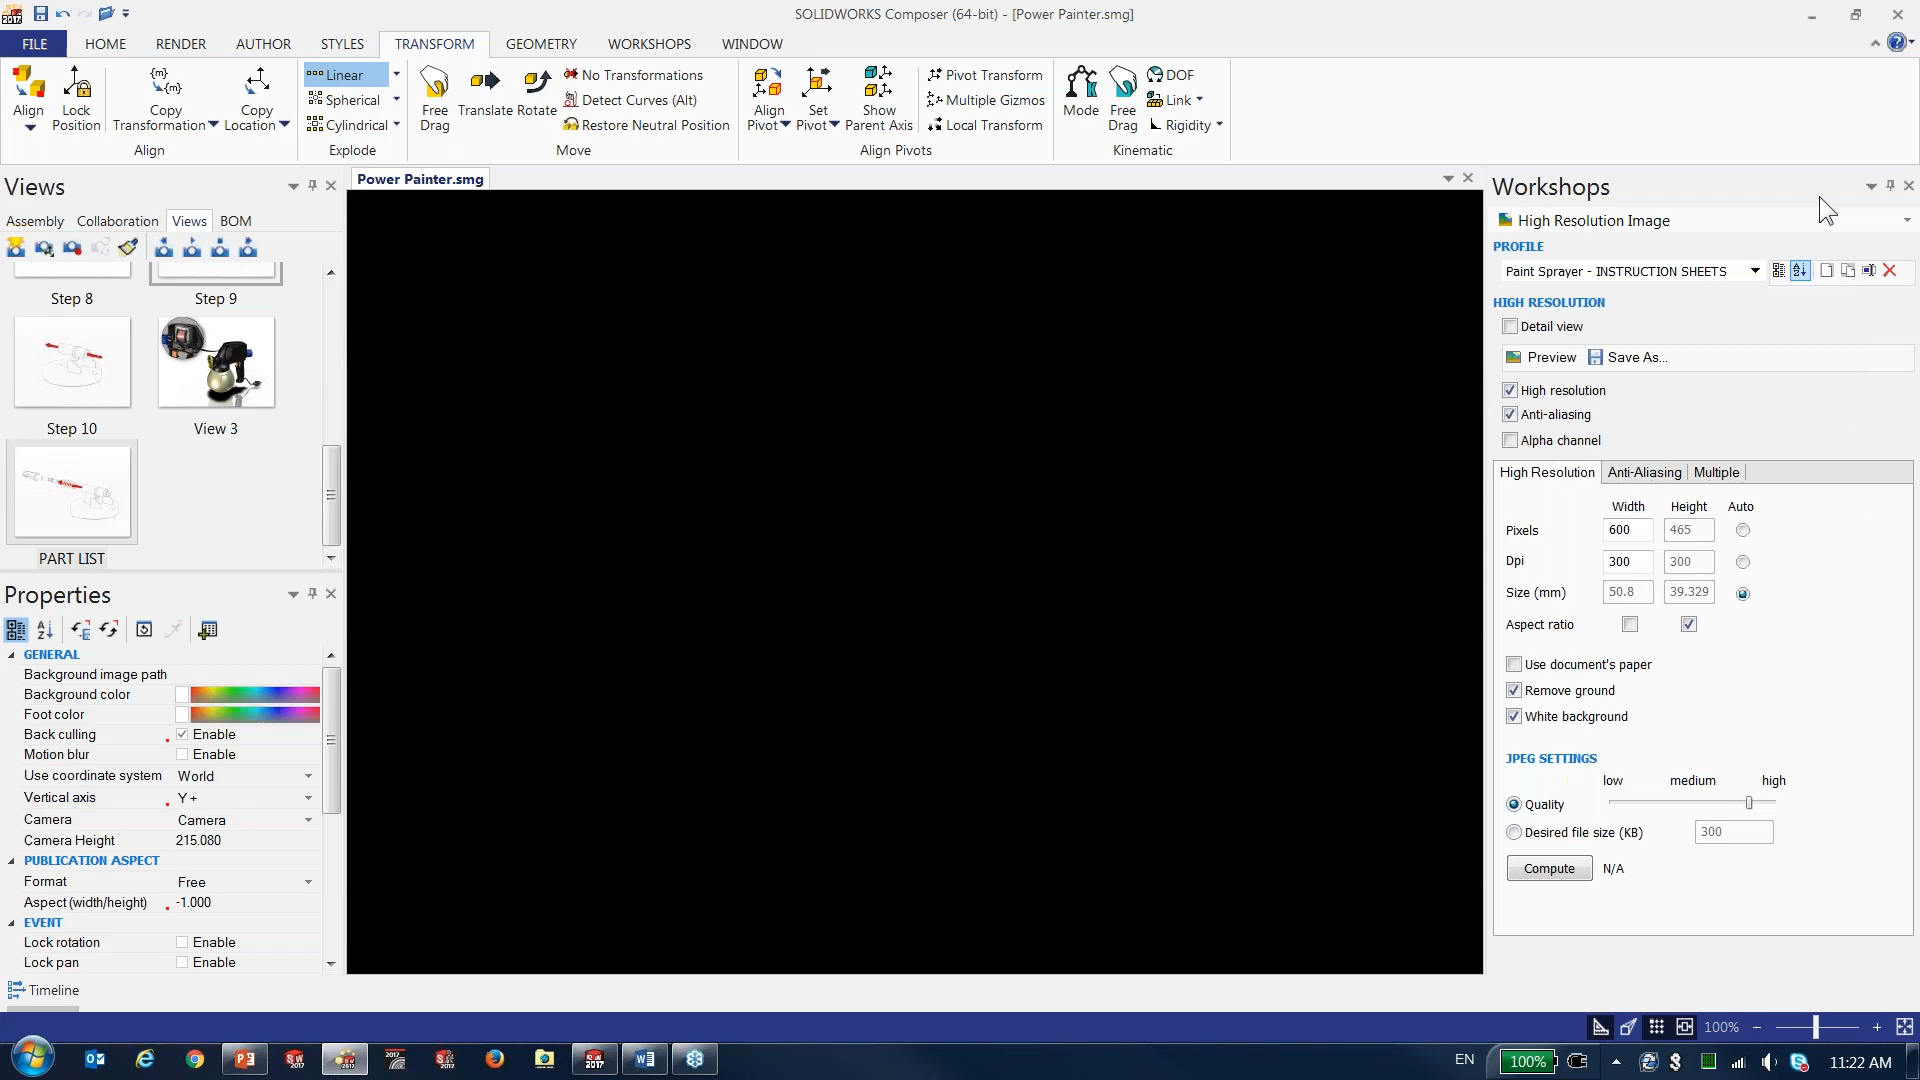 SOLIDWORKS Composer (64-bit) - [Power Painter.smg]
FILE HOME RENDER AUTHOR STYLES TRANSFORM GEOMETRY WORKSHOPS WINDOW
Align
Lock Position
Copy Transformation
Copy Location
Align
Linear
Spherical
Cylindrical
Explode
Free Drag
Translate
Rotate
No Transformations
Detect Curves (Alt)
Restore Neutral Position
Move
Align Pivot
Set Pivot
Show Parent Axis
Pivot Transform
Multiple Gizmos
Local Transform
Align Pivots
Mode
Free Drag
DOF
Link
Rigidity
Kinematic
Views
Assembly Collaboration Views BOM
Step 8 Step 9
Step 10 View 3
PART LIST
Properties
GENERAL
Background image path
Background color
Foot color
Back culling Enable
Motion blur Enable
Use coordinate system World
Vertical axis Y +
Camera Camera
Camera Height 215.080
PUBLICATION ASPECT
Format Free
Aspect (width/height) -1.000
EVENT
Lock rotation Enable
Lock pan Enable
Timeline
Power Painter.smg
Workshops
High Resolution Image
PROFILE
Paint Sprayer - INSTRUCTION SHEETS
HIGH RESOLUTION
Detail view
Preview Save As...
High resolution
Anti-aliasing
Alpha channel
High Resolution Anti-Aliasing Multiple
Width Height Auto
Pixels 600 465
Dpi 300 300
Size (mm) 50.8 39.329
Aspect ratio
Use document's paper
Remove ground
White background
JPEG SETTINGS
low medium high
Quality
Desired file size (KB) 300
Compute N/A
100%
EN 100% 11:22 AM